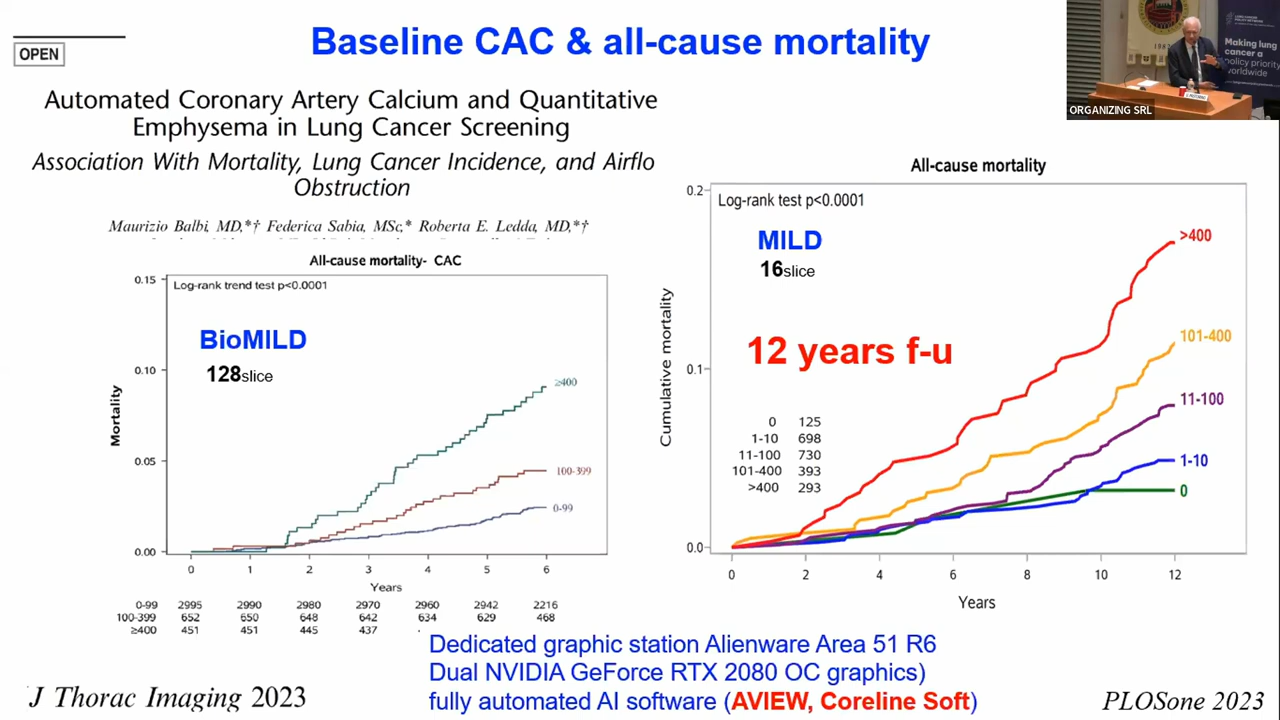 Baseline CAC & all-cause mortality
OPEN
Automated Coronary Artery Calcium and Quantitative
Emphysema in Lung Cancer Screening
Association With Mortality, Lung Cancer Incidence, and Airflo
Obstruction
Maurizio Balbi, MD,*† Federica Sabia, MSc,* Roberta E. Ledda, MD,*†
All-cause mortality- CAC
Log-rank trend test p<0.0001
BioMILD
128slice
Mortality
0.15
0.10
0.05
0.00
≥400
100-399
0-99
0 1 2 3 4 5 6
Years
0-99 2995 2990 2980 2970 2960 2942 2216
100-399 652 650 648 642 634 629 468
≥400 451 451 445 437
All-cause mortality
Log-rank test p<0.0001
MILD
16slice
12 years f-u
Cumulative mortality
0.2
0.1
0.0
0 125
1-10 698
11-100 730
101-400 393
>400 293
>400
101-400
11-100
1-10
0
0 2 4 6 8 10 12
Years
Dedicated graphic station Alienware Area 51 R6
Dual NVIDIA GeForce RTX 2080 OC graphics)
fully automated AI software (AVIEW, Coreline Soft)
J Thorac Imaging 2023
PLOSone 2023
Making lung
cancer a
policy priority
worldwide
ORGANIZING SRL